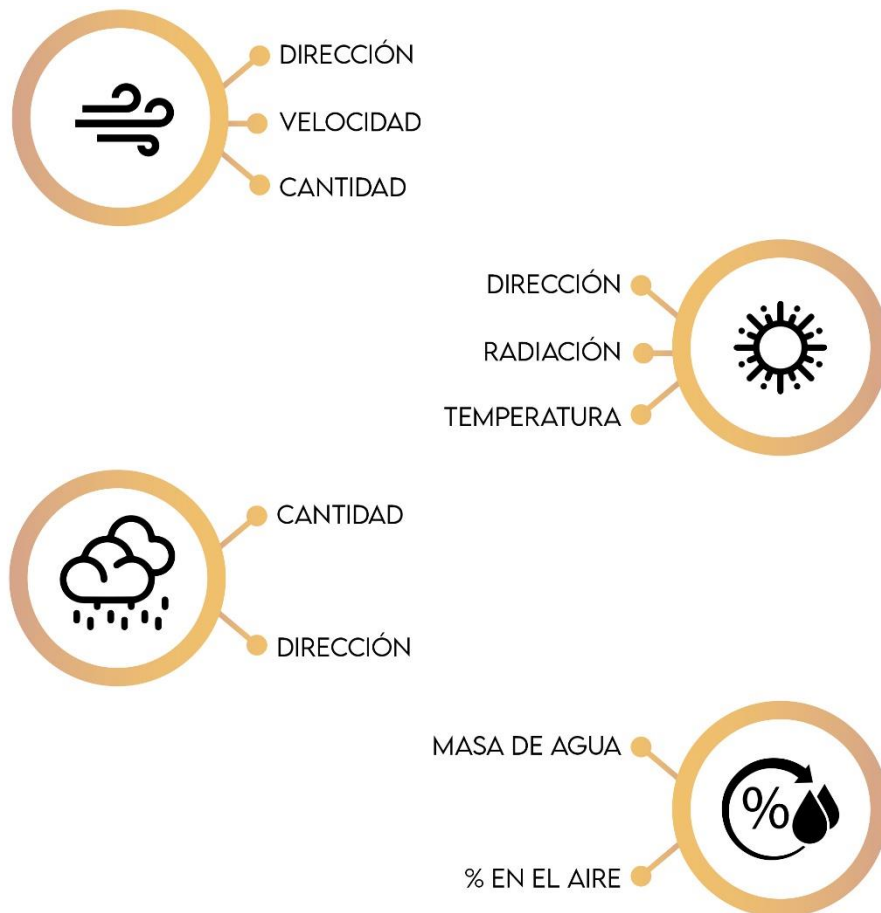 DIRECCIÓN
VELOCIDAD
CANTIDAD
DIRECCIÓN
RADIACIÓN
TEMPERATURA
CANTIDAD
DIRECCIÓN
MASA DE AGUA
%
% EN EL AIRE